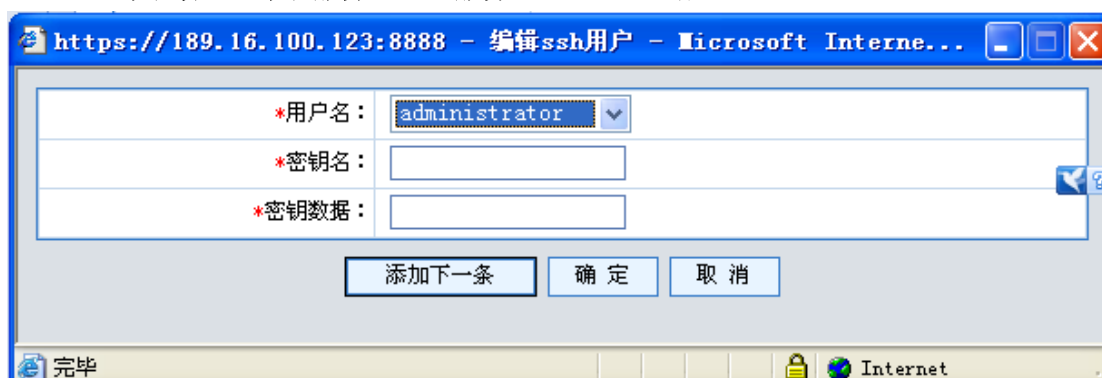 https://189.16.100.123:8888 - 编辑ssh用户 - Microsoft Interne...
*用户名： administrator
*密钥名：
*密钥数据：
添加下一条 确 定 取 消
完毕 Internet